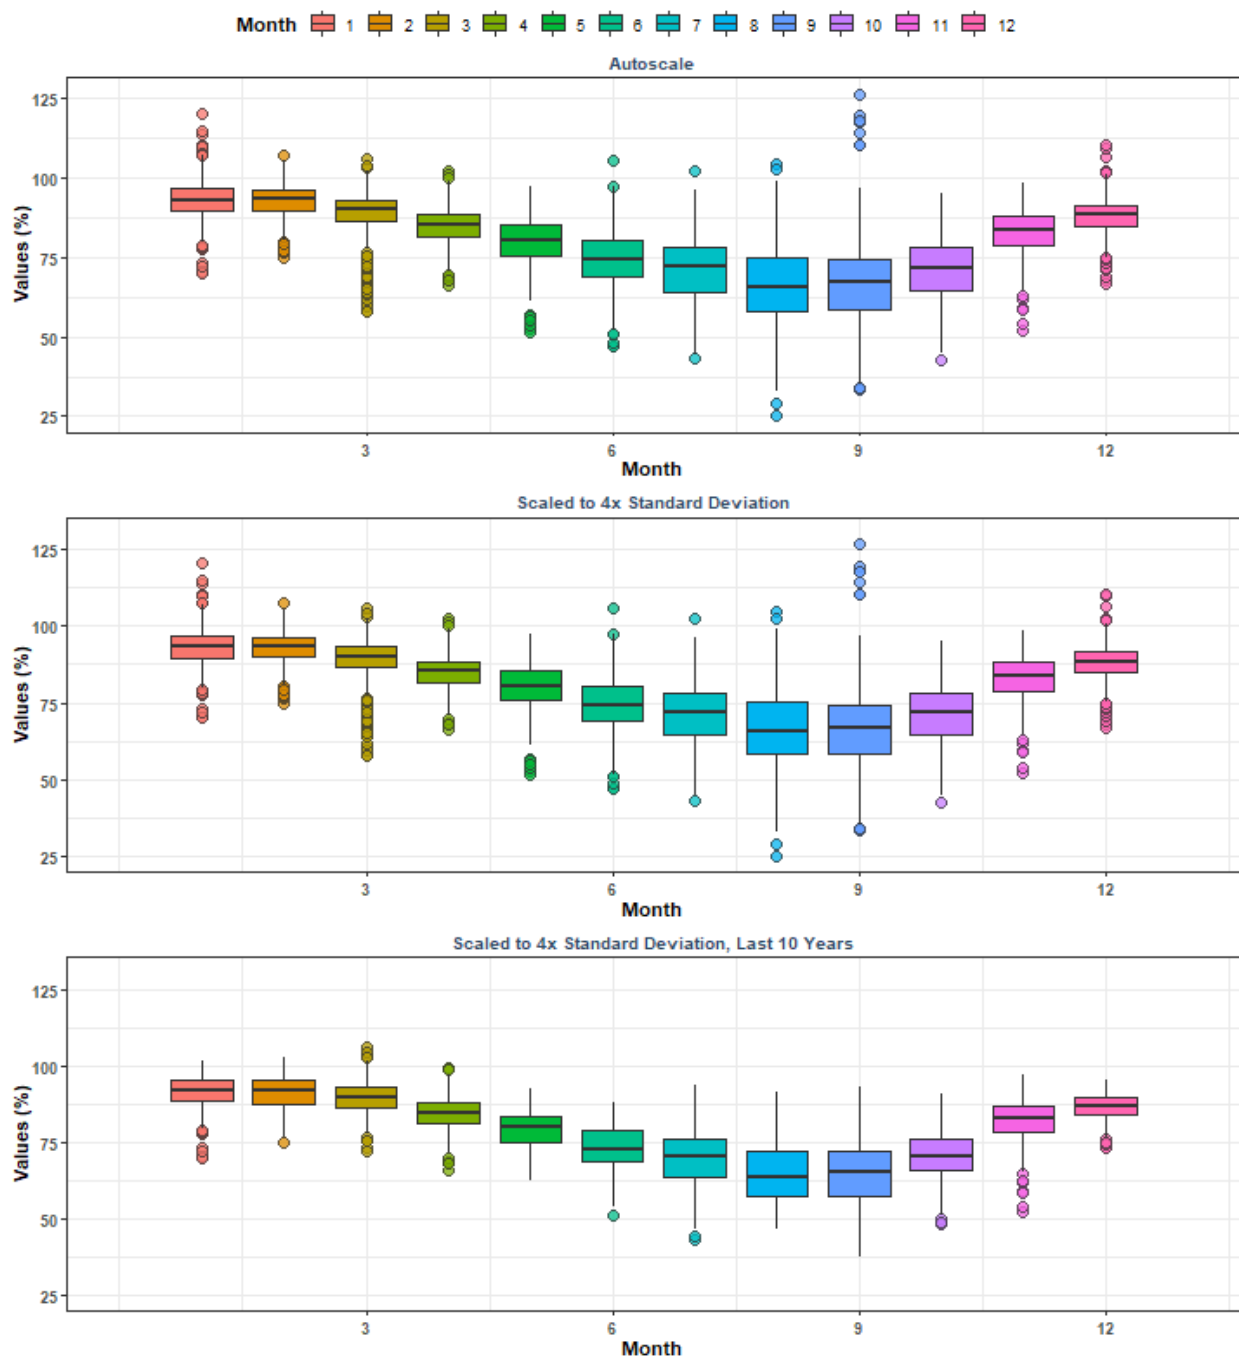 Month 1 2 3 4 5 6 7 8 9 10 11 12
Autoscale
Values (%)
125
100
75
50
25
3 6 9 12
Month
Scaled to 4x Standard Deviation
Values (%)
125
100
75
50
25
3 6 9 12
Month
Scaled to 4x Standard Deviation, Last 10 Years
Values (%)
125
100
75
50
25
3 6 9 12
Month